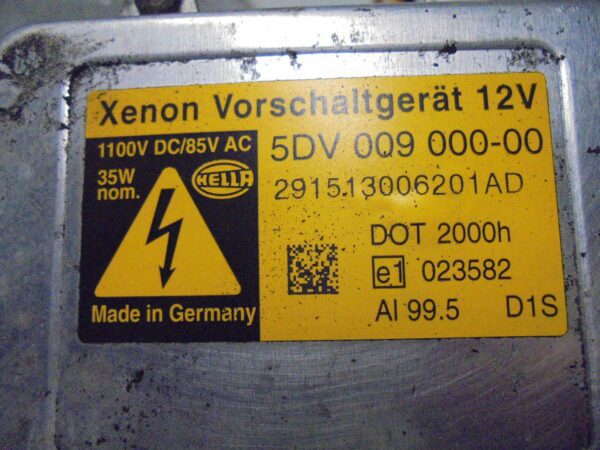 Xenon Vorschaltgerät 12V
1100V DC/85V AC
35W
nom.
HELLA
Made in Germany
5DV 009 000-00
291513006201AD
DOT 2000h
e1 023582
Al 99.5 D1S